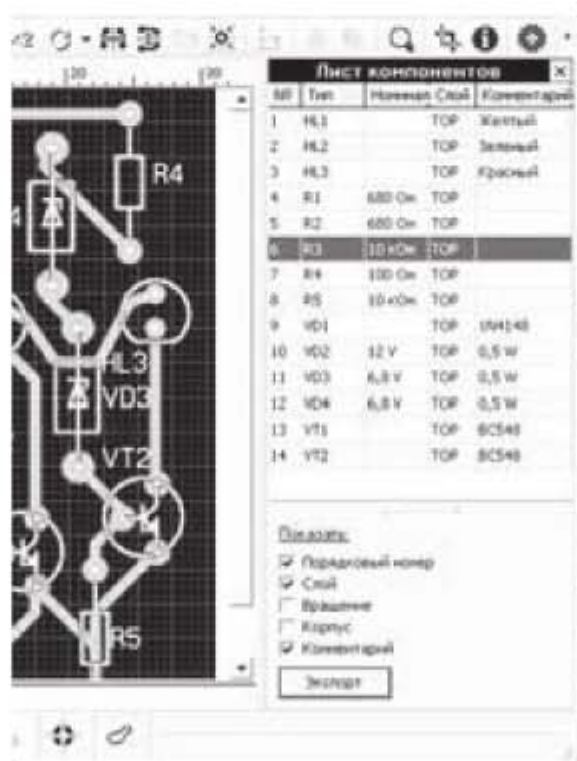 Лист компонентов
№ Тип Номинал Слой Комментарий
1 HL1 TOP Желтый
2 HL2 TOP Зеленый
3 HL3 TOP Красный
4 R1 680 Ом TOP
5 R2 680 Ом TOP
6 R3 10 кОм TOP
7 R4 100 Ом TOP
8 R5 10 кОм TOP
9 VD1 TOP 1N4148
10 VD2 12 V TOP 0,5 W
11 VD3 6,8 V TOP 0,5 W
12 VD4 6,8 V TOP 0,5 W
13 VT1 TOP BC548
14 VT2 TOP BC548
R4
HL3
VD3
VT2
R5
Показать:
Порядковый номер
Слой
Вращение
Корпус
Комментарий
Экспорт